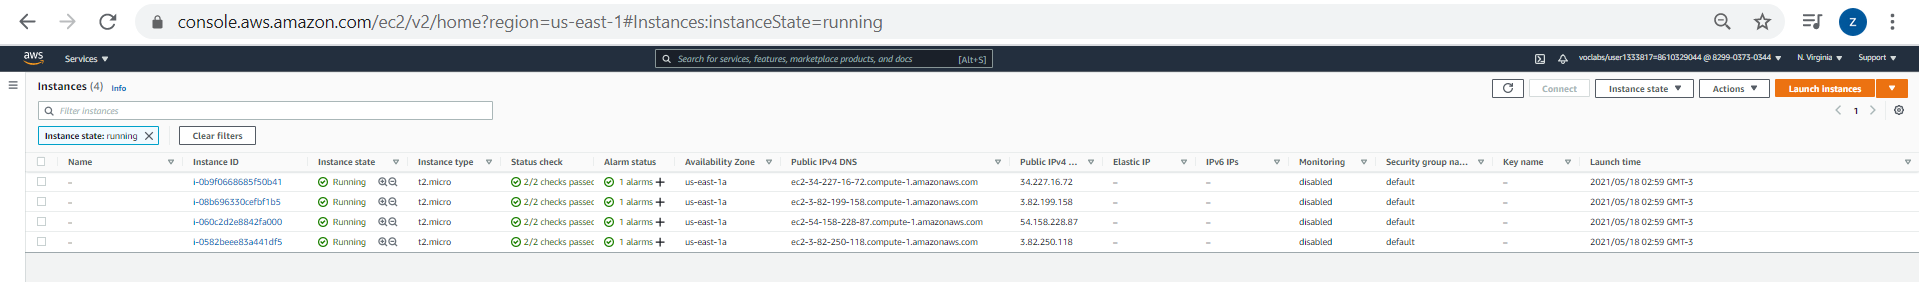 console.aws.amazon.com/ec2/v2/home?region=us-east-1#Instances:instanceState=running
Z
aws Services Search for services, features, marketplace products, and docs [Alt+S] voclabs/user1333817=8610329044 @ 8299-0373-0344 N. Virginia Support
Instances (4) Info Connect Instance state Actions Launch instances
Filter instances 1
Instance state: running Clear filters
Name Instance ID Instance state Instance type Status check Alarm status Availability Zone Public IPv4 DNS Public IPv4 ... Elastic IP IPv6 IPs Monitoring Security group na... Key name Launch time
– i-0b9f0668685f50b41 Running t2.micro 2/2 checks passed 1 alarms + us-east-1a ec2-34-227-16-72.compute-1.amazonaws.com 34.227.16.72 – – disabled default – 2021/05/18 02:59 GMT-3
– i-08b696330cefbf1b5 Running t2.micro 2/2 checks passed 1 alarms + us-east-1a ec2-3-82-199-158.compute-1.amazonaws.com 3.82.199.158 – – disabled default – 2021/05/18 02:59 GMT-3
– i-060c2d2e8842fa000 Running t2.micro 2/2 checks passed 1 alarms + us-east-1a ec2-54-158-228-87.compute-1.amazonaws.com 54.158.228.87 – – disabled default – 2021/05/18 02:59 GMT-3
– i-0582beee83a441df5 Running t2.micro 2/2 checks passed 1 alarms + us-east-1a ec2-3-82-250-118.compute-1.amazonaws.com 3.82.250.118 – – disabled default – 2021/05/18 02:59 GMT-3